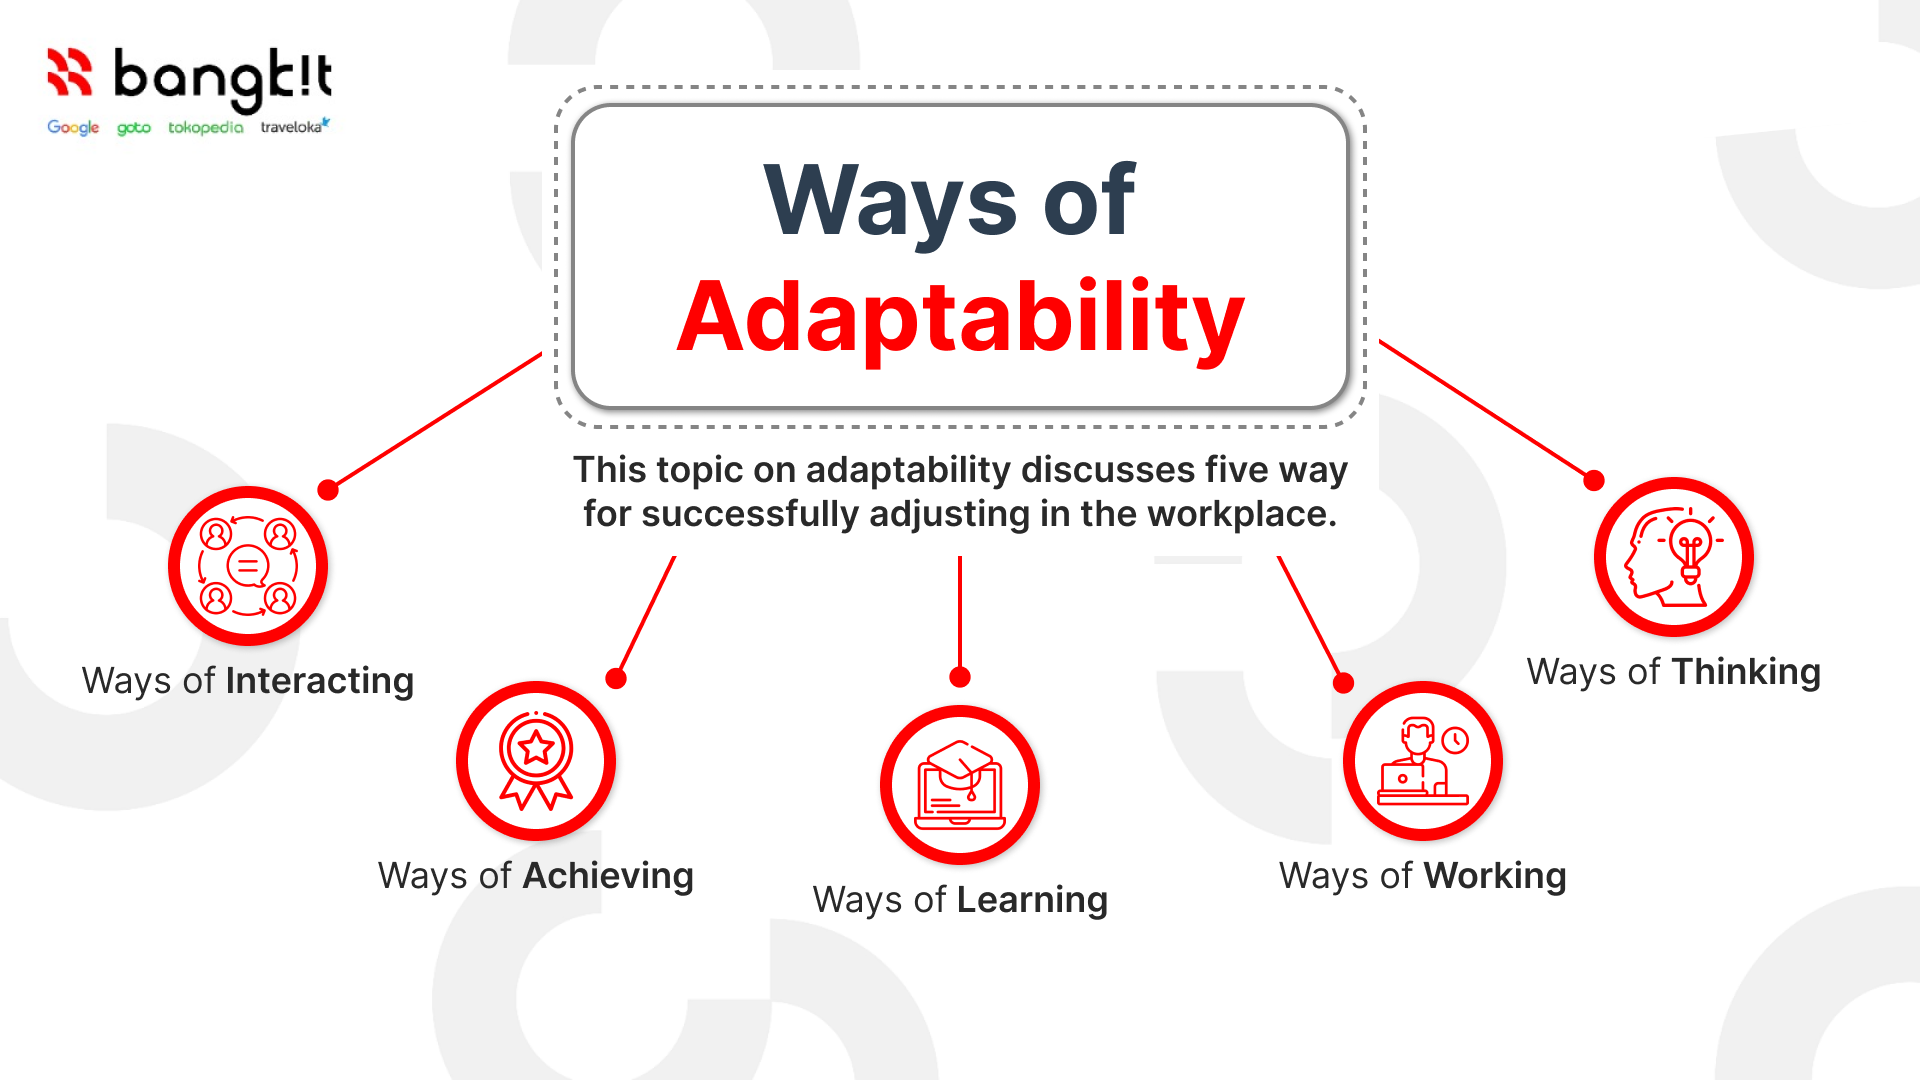 bangk!t
Google goto tokopedia traveloka
Ways of
Adaptability
This topic on adaptability discusses five way
for successfully adjusting in the workplace.
Ways of Interacting
Ways of Achieving
Ways of Learning
Ways of Working
Ways of Thinking